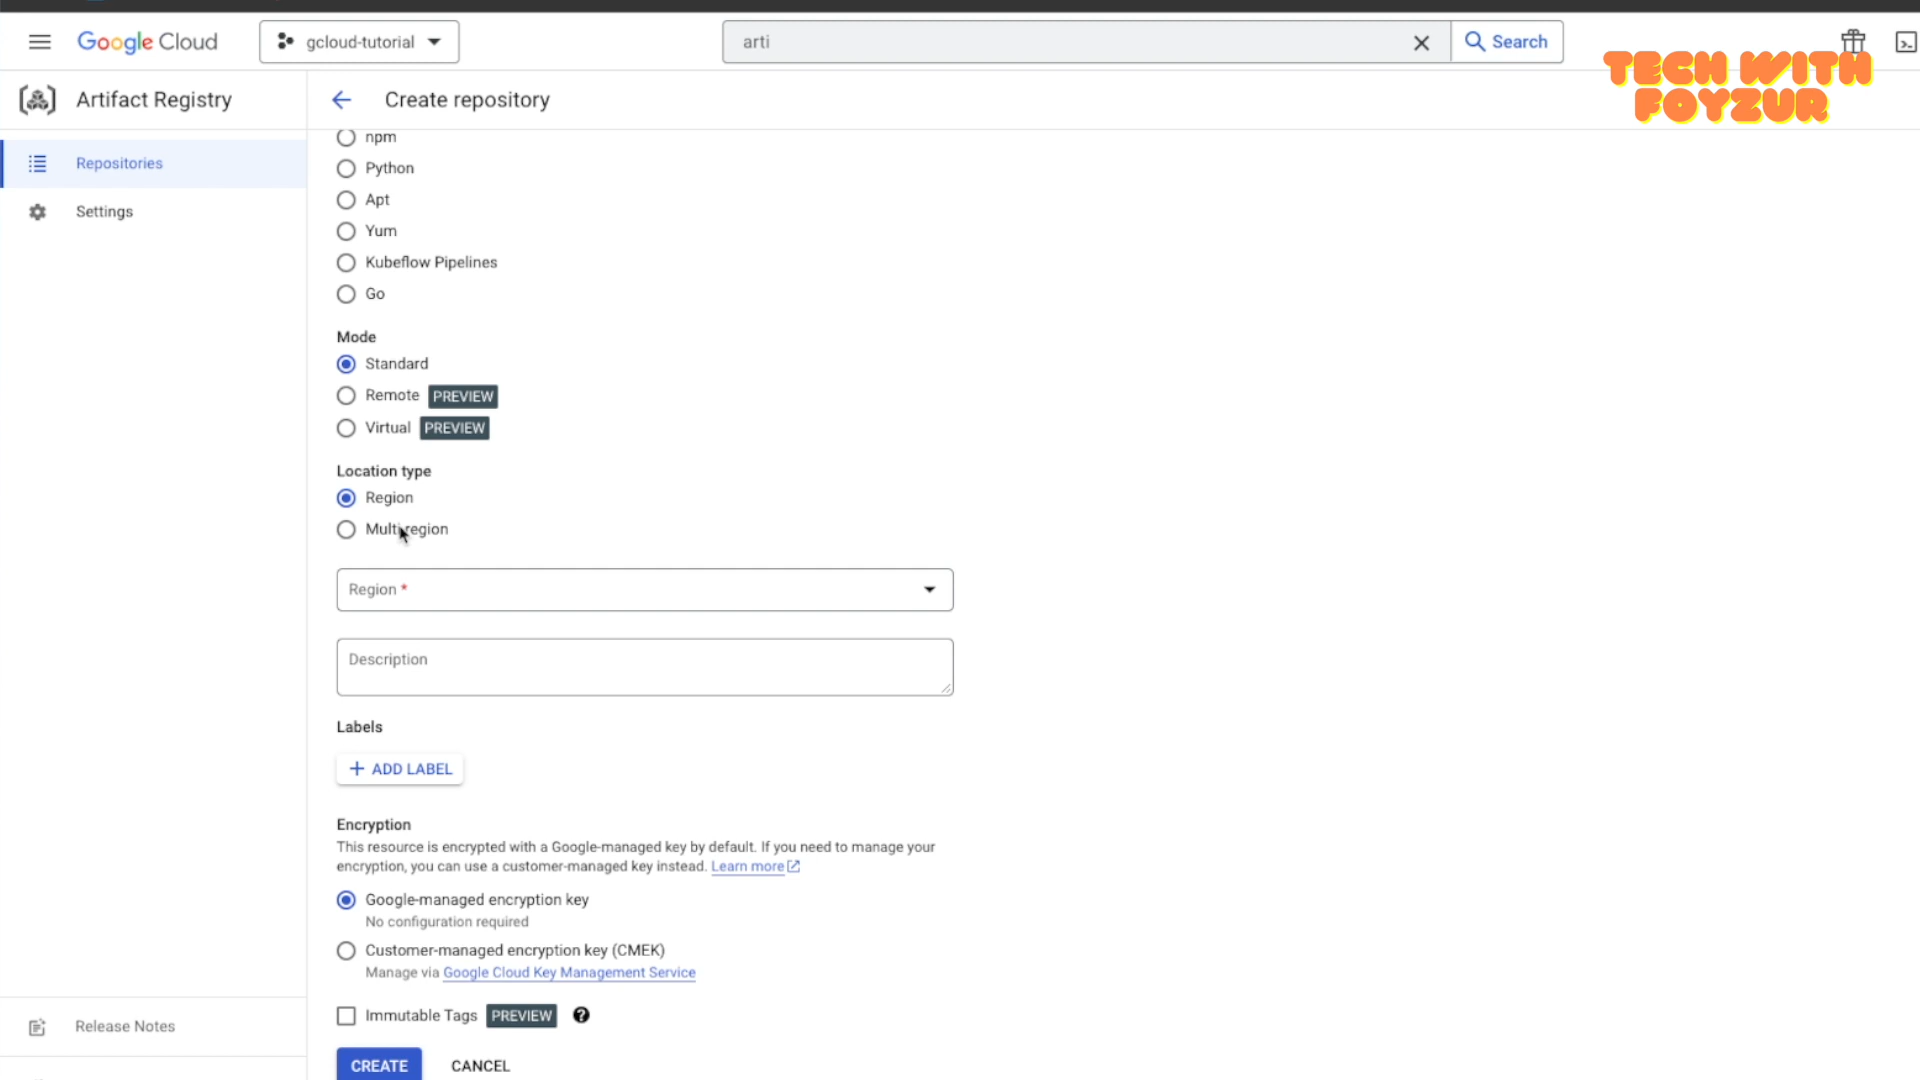 Google Cloud
gcloud-tutorial
arti
Search
TECH WITH
FOYZUR
Artifact Registry
Create repository
Repositories
Settings
npm
Python
Apt
Yum
Kubeflow Pipelines
Go
Mode
Standard
Remote PREVIEW
Virtual PREVIEW
Location type
Region
Multi-region
Region *
Description
Labels
+ ADD LABEL
Encryption
This resource is encrypted with a Google-managed key by default. If you need to manage your
encryption, you can use a customer-managed key instead. Learn more
Google-managed encryption key
No configuration required
Customer-managed encryption key (CMEK)
Manage via Google Cloud Key Management Service
Immutable Tags PREVIEW ?
CREATE CANCEL
Release Notes